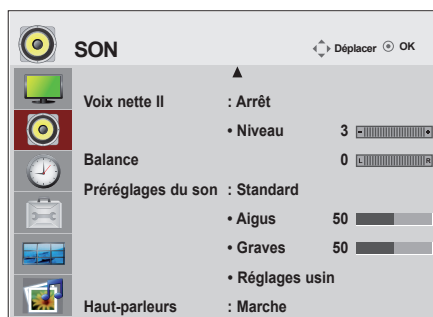 SON
Déplacer OK
Voix nette II : Arrêt
• Niveau 3 - +
Balance 0 L R
Préréglages du son : Standard
• Aigus 50
• Graves 50
• Réglages usin
Haut-parleurs : Marche